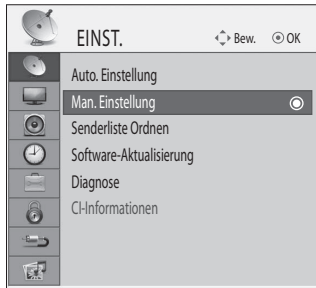 EINST.
Bew.
OK
Auto. Einstellung
Man. Einstellung
Senderliste Ordnen
Software-Aktualisierung
Diagnose
CI-Informationen